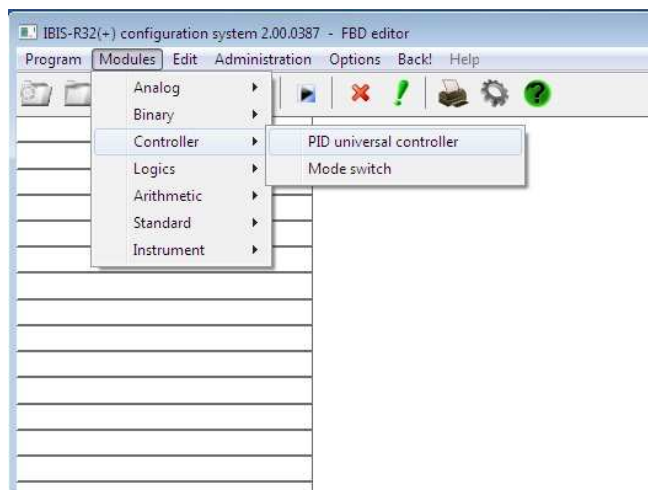 IBIS-R32(+) configuration system 2.00.0387 - FBD editor
Program Modules Edit Administration Options Back! Help
Analog
Binary
Controller
PID universal controller
Logics
Mode switch
Arithmetic
Standard
Instrument